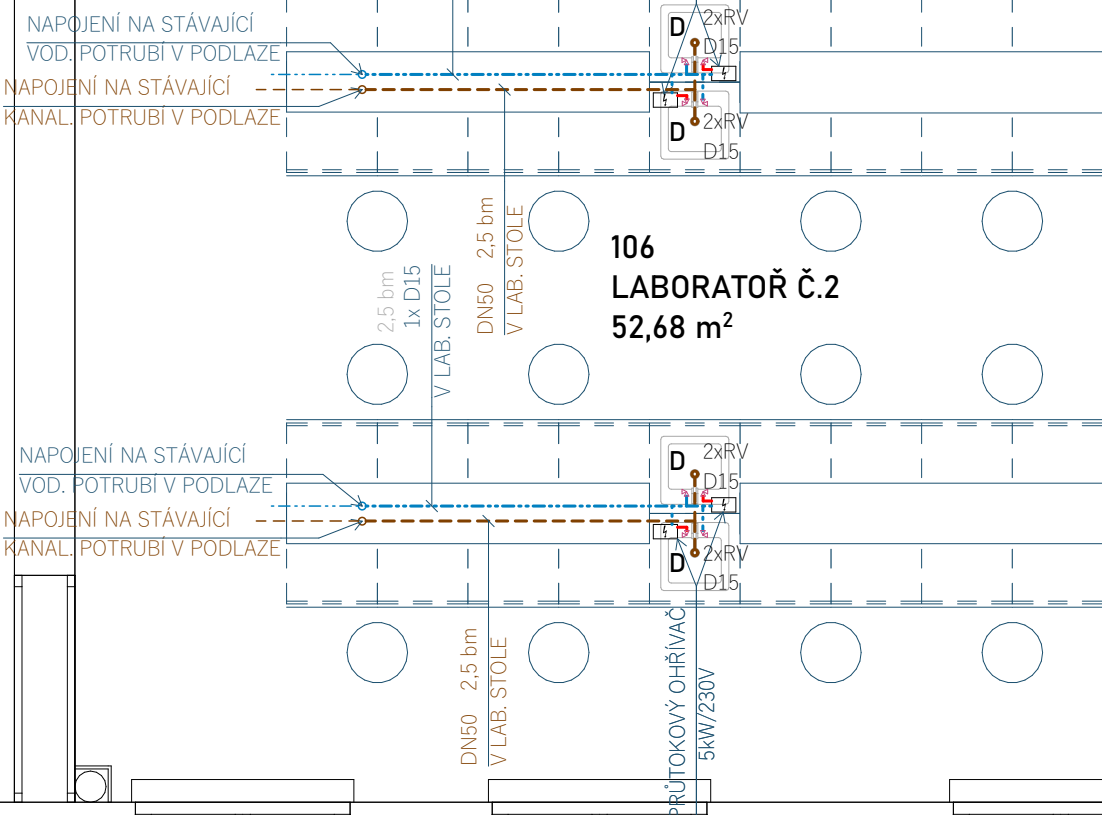 NAPOJENÍ NA STÁVAJÍCÍ
VOD. POTRUBÍ V PODLAZE
NAPOJENÍ NA STÁVAJÍCÍ
KANAL. POTRUBÍ V PODLAZE
D
2xRV
D15
D
2xRV
D15
2,5 bm
1x D15
V LAB. STOLE
DN50 2,5 bm
V LAB. STOLE
106
LABORATOŘ Č.2
52,68 m²
NAPOJENÍ NA STÁVAJÍCÍ
VOD. POTRUBÍ V PODLAZE
NAPOJENÍ NA STÁVAJÍCÍ
KANAL. POTRUBÍ V PODLAZE
D
2xRV
D15
D
2xRV
D15
DN50 2,5 bm
V LAB. STOLE
PRŮTOKOVÝ OHŘÍVAČ
5kW/230V